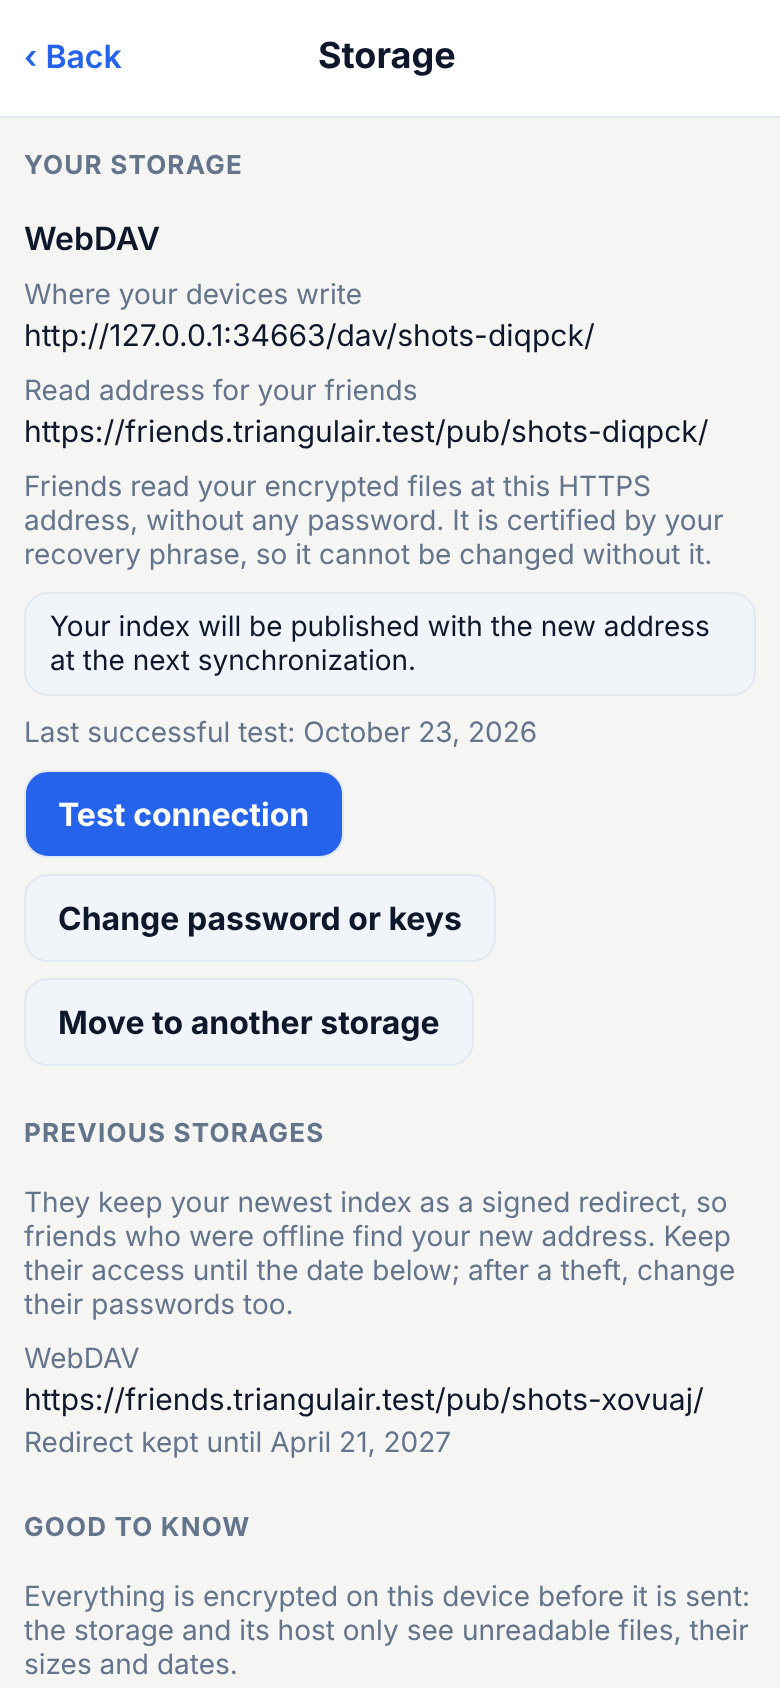 ‹ Back
Storage
YOUR STORAGE
WebDAV
Where your devices write
http://127.0.0.1:34663/dav/shots-diqpck/
Read address for your friends
https://friends.triangulair.test/pub/shots-diqpck/
Friends read your encrypted files at this HTTPS
address, without any password. It is certified by your
recovery phrase, so it cannot be changed without it.
Your index will be published with the new address
at the next synchronization.
Last successful test: October 23, 2026
Test connection
Change password or keys
Move to another storage
PREVIOUS STORAGES
They keep your newest index as a signed redirect, so
friends who were offline find your new address. Keep
their access until the date below; after a theft, change
their passwords too.
WebDAV
https://friends.triangulair.test/pub/shots-xovuaj/
Redirect kept until April 21, 2027
GOOD TO KNOW
Everything is encrypted on this device before it is sent:
the storage and its host only see unreadable files, their
sizes and dates.